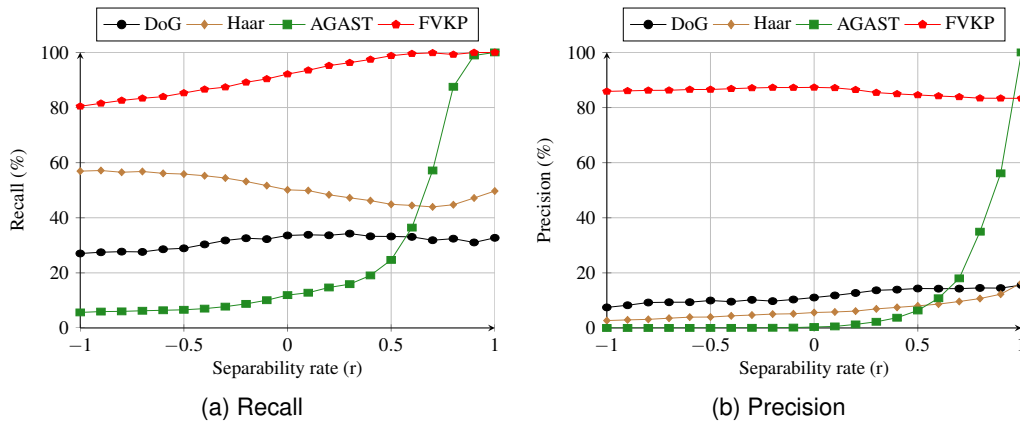 DoG Haar AGAST FVKP
100
80
60
40
20
0
Recall (%)
−1 −0.5 0 0.5 1
Separability rate (r)
(a) Recall
DoG Haar AGAST FVKP
100
80
60
40
20
0
Precision (%)
−1 −0.5 0 0.5 1
Separability rate (r)
(b) Precision